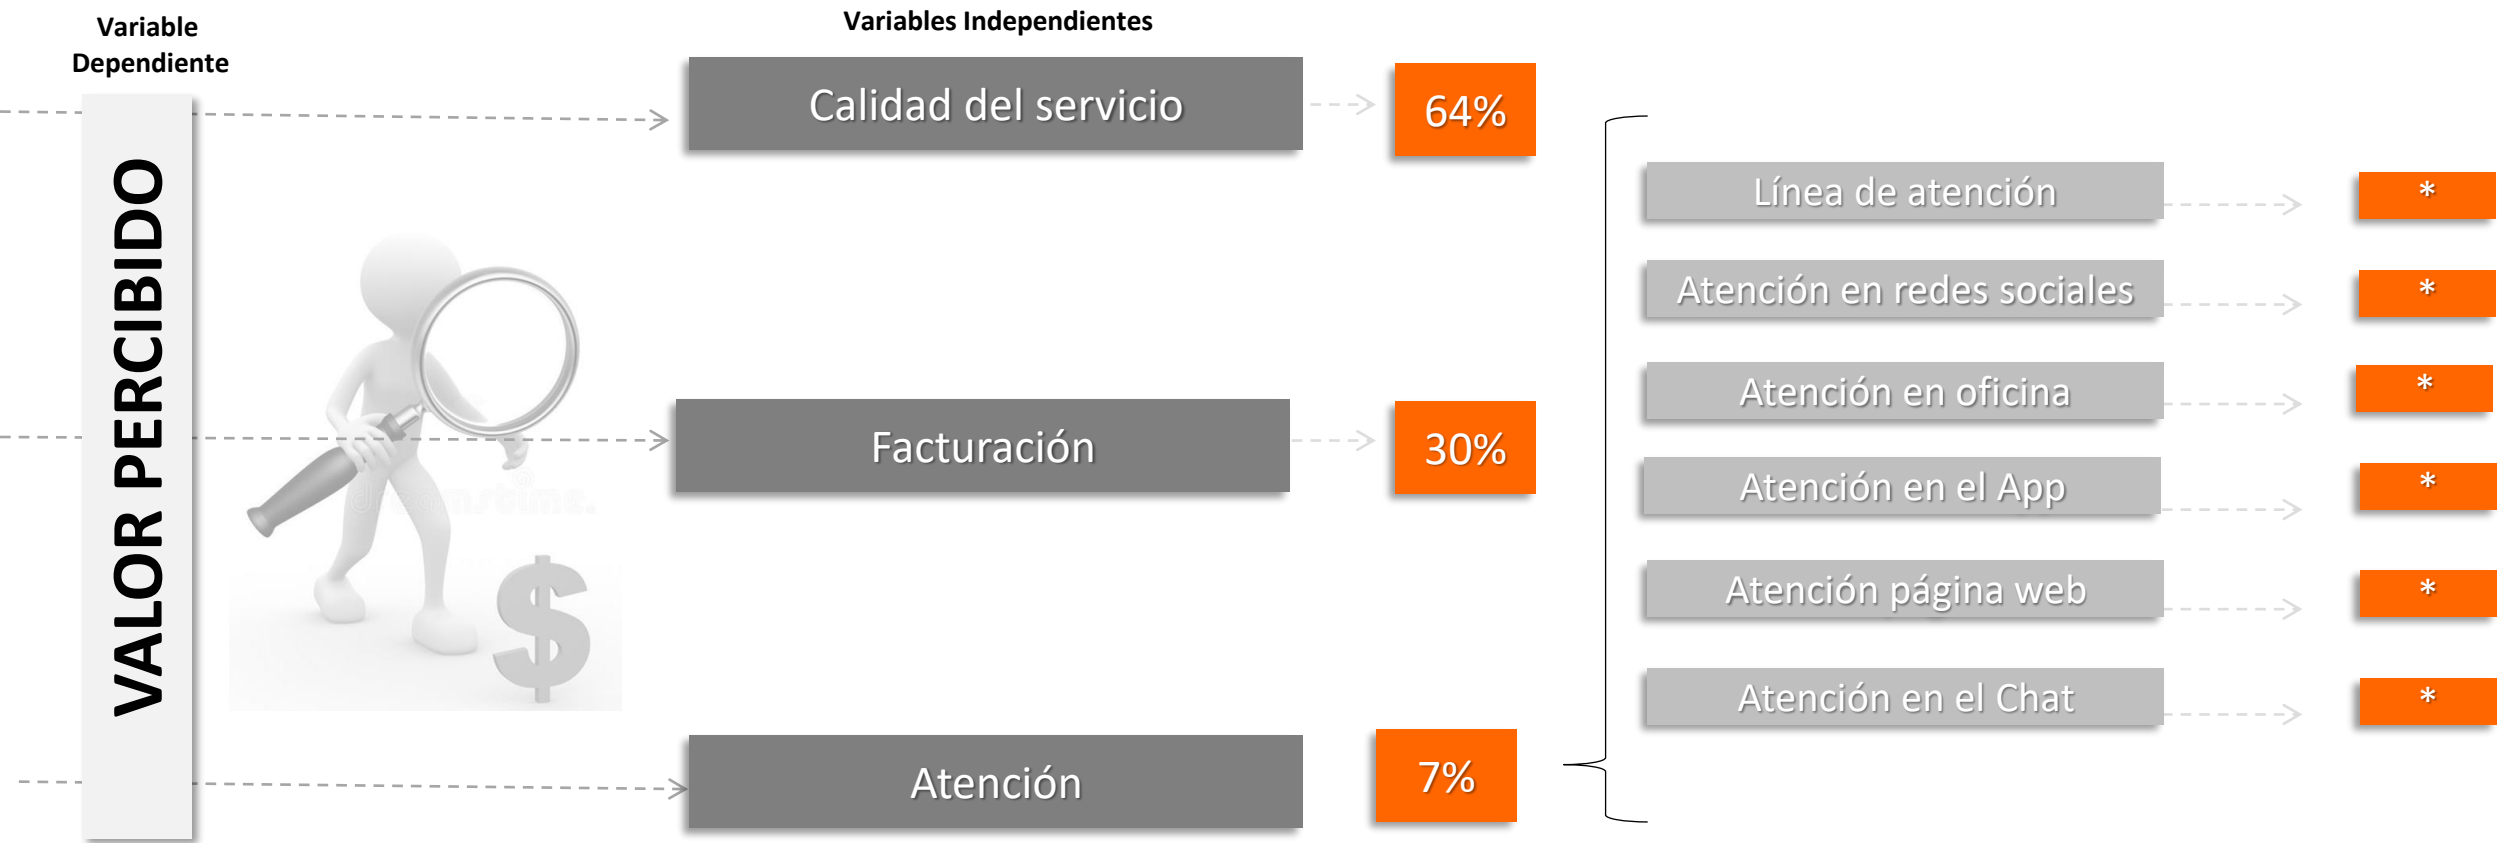 Variable
Dependiente
Variables Independientes
VALOR PERCIBIDO
Calidad del servicio
64%
Facturación
30%
Atención
7%
Línea de atención
*
Atención en redes sociales
*
Atención en oficina
*
Atención en el App
*
Atención página web
*
Atención en el Chat
*
$
dreamstime.